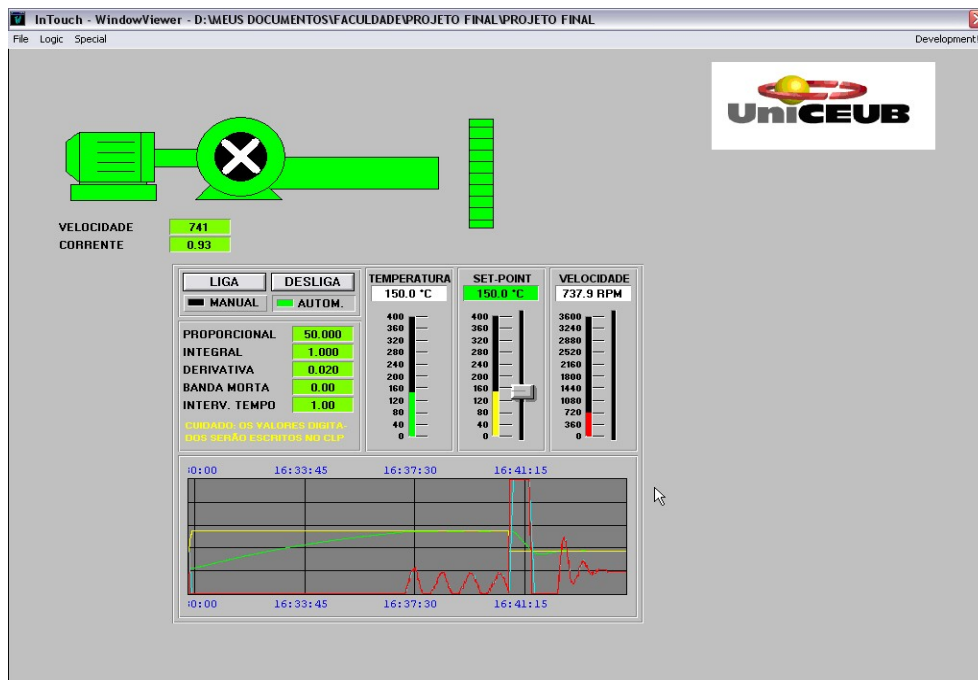 InTouch - WindowViewer - D:\MEUS DOCUMENTOS\FACULDADE\PROJETO FINAL\PROJETO FINAL
File Logic Special Development!
UniCEUB
VELOCIDADE 741
CORRENTE 0.93
LIGA DESLIGA
MANUAL AUTOM.
PROPORCIONAL 50.000
INTEGRAL 1.000
DERIVATIVA 0.020
BANDA MORTA 0.00
INTERV. TEMPO 1.00
CUIDADO: OS VALORES DIGITA-
DOS SERÃO ESCRITOS NO CLP
TEMPERATURA
150.0 °C
400
360
320
280
240
200
160
120
80
40
0
SET-POINT
150.0 °C
400
360
320
280
240
200
160
120
80
40
0
VELOCIDADE
737.9 RPM
3600
3240
2880
2520
2160
1800
1440
1080
720
360
0
:0:00 16:33:45 16:37:30 16:41:15
:0:00 16:33:45 16:37:30 16:41:15